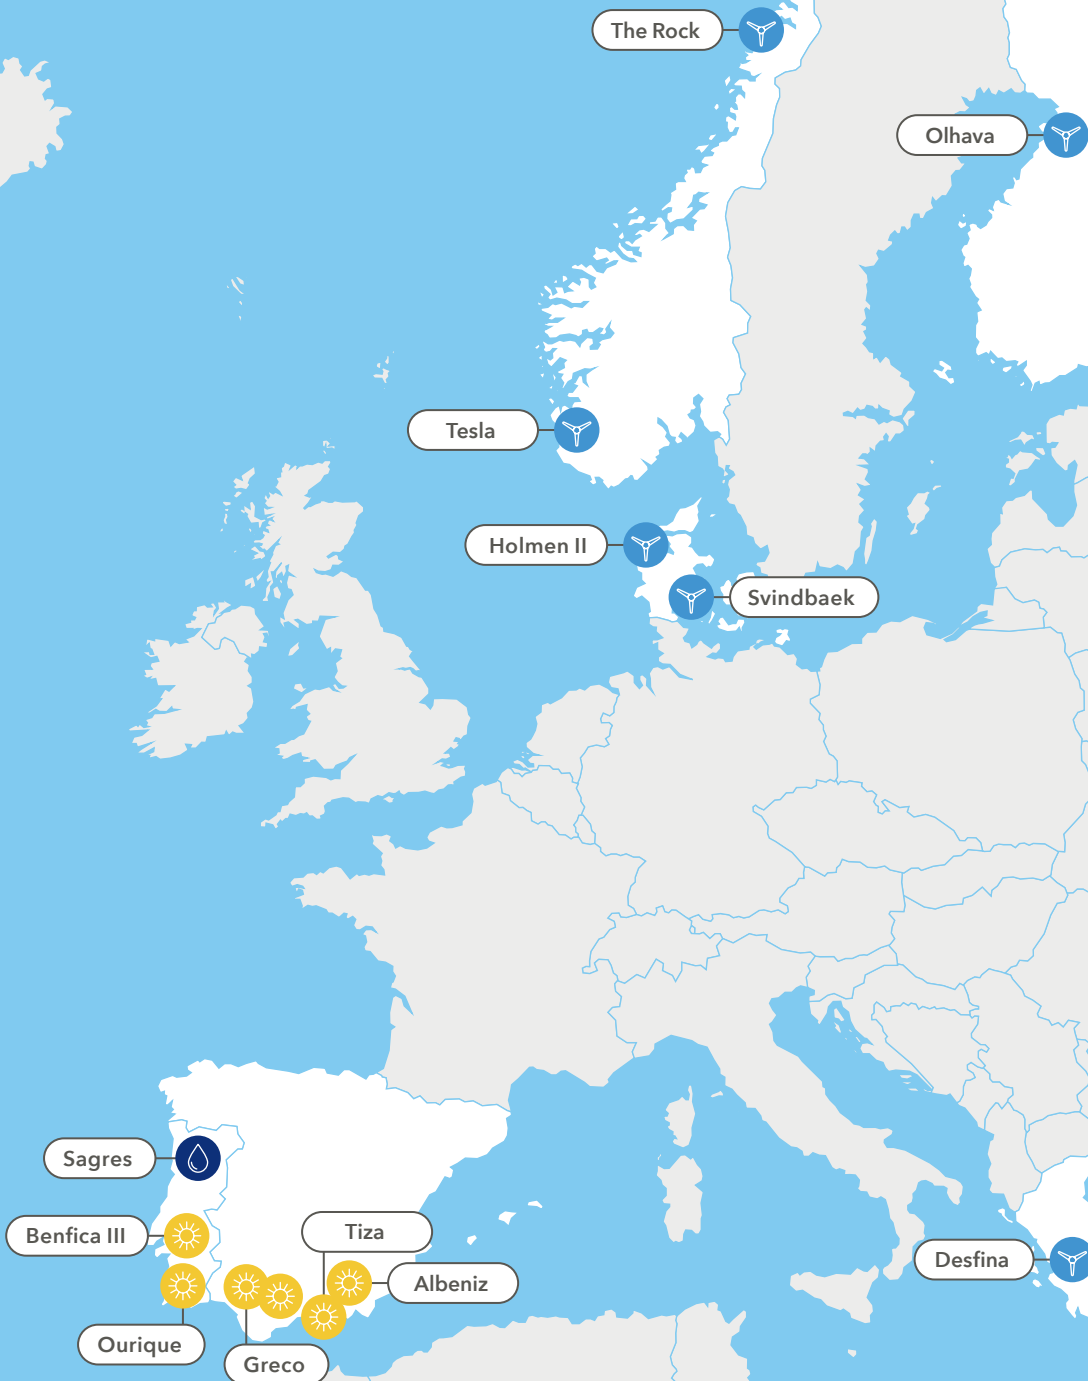 The Rock
Olhava
Tesla
Holmen II
Svindbaek
Sagres
Benfica III
Tiza
Desfina
Albeniz
Ourique
Greco